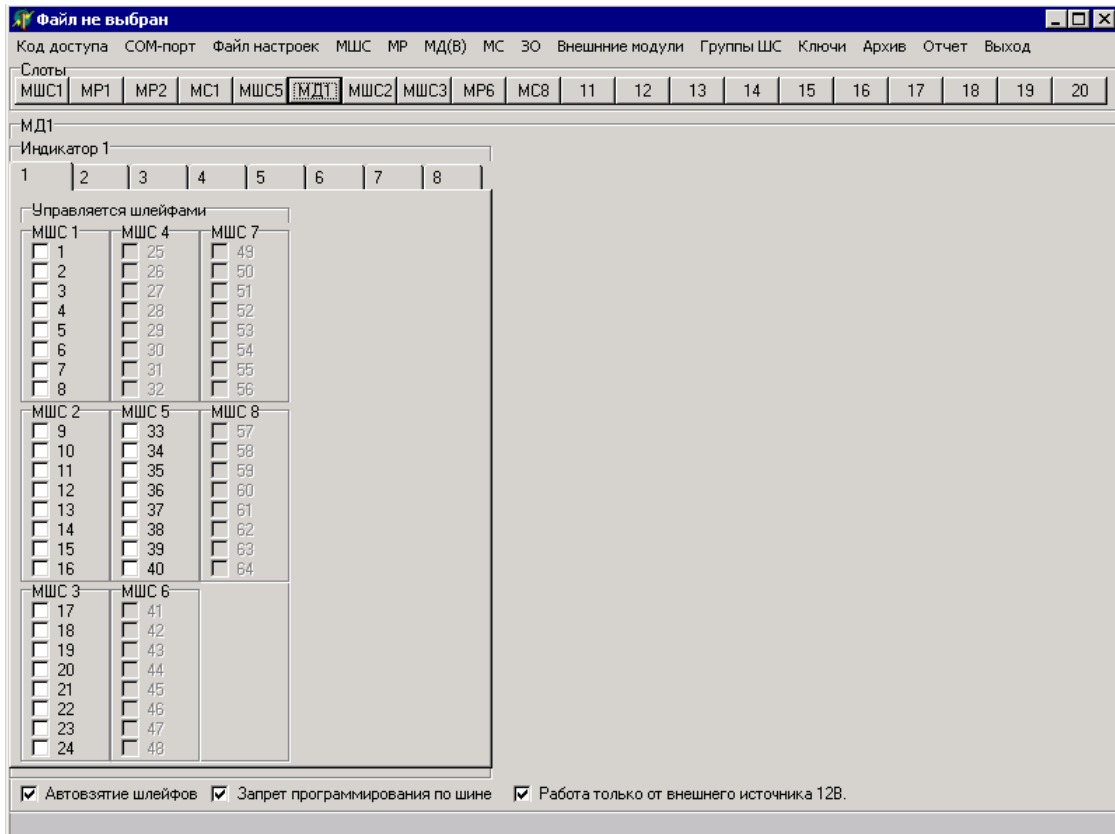 Файл не выбран
Код доступа COM-порт Файл настроек МШС МР МД(В) МС ЗО Внешнние модули Группы ШС Ключи Архив Отчет Выход
Слоты
МШС1 МР1 МР2 МС1 МШС5 МД1 МШС2 МШС3 МР6 МС8 11 12 13 14 15 16 17 18 19 20
МД1
Индикатор 1
1 2 3 4 5 6 7 8
Управляется шлейфами
МШС 1 МШС 4 МШС 7
1 25 49
2 26 50
3 27 51
4 28 52
5 29 53
6 30 54
7 31 55
8 32 56
МШС 2 МШС 5 МШС 8
9 33 57
10 34 58
11 35 59
12 36 60
13 37 61
14 38 62
15 39 63
16 40 64
МШС 3 МШС 6
17 41
18 42
19 43
20 44
21 45
22 46
23 47
24 48
Автовзятие шлейфов Запрет программирования по шине Работа только от внешнего источника 12В.